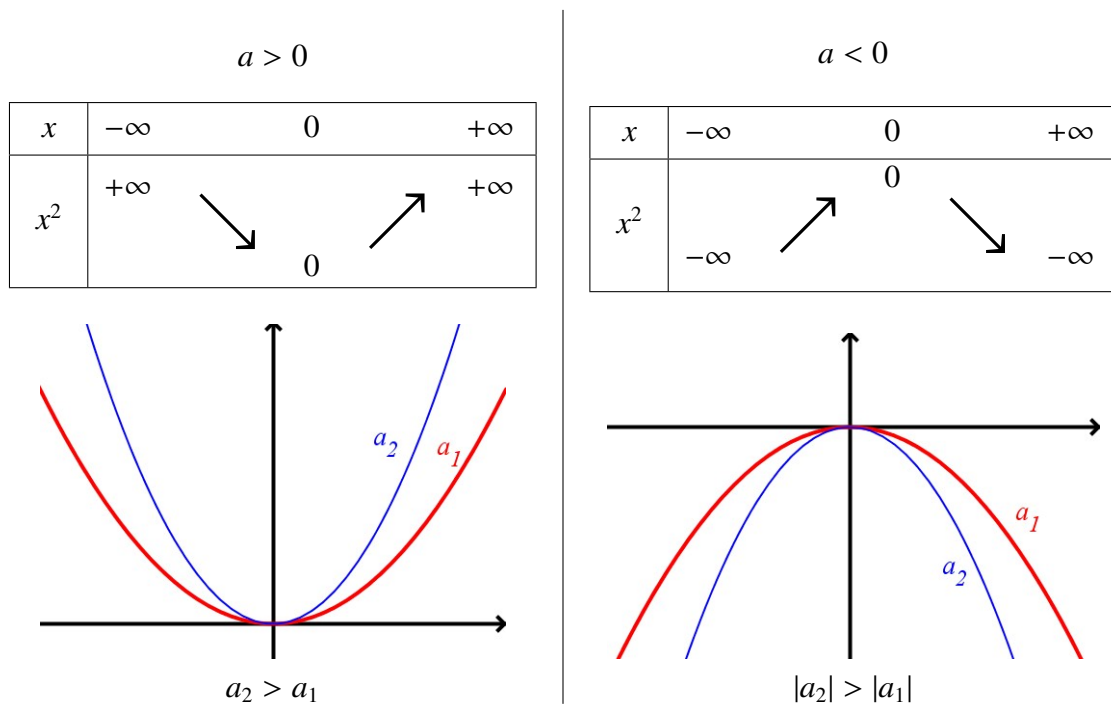 a > 0
x −∞ 0 +∞
x² +∞ 0 +∞
a₂ a₁
a₂ > a₁
a < 0
x −∞ 0 +∞
x² −∞ 0 −∞
a₁
a₂
|a₂| > |a₁|